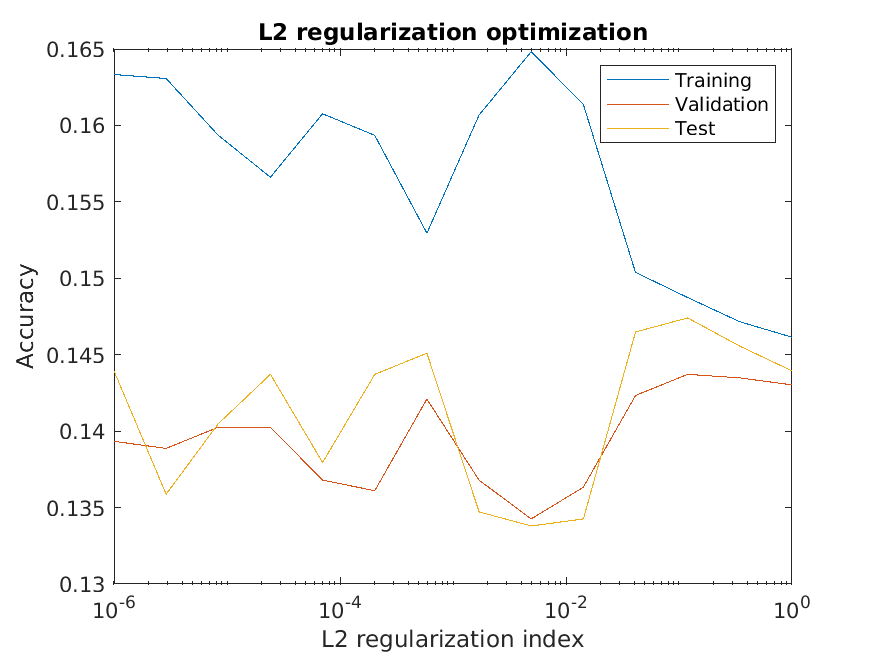 L2 regularization optimization
0.165
0.16
0.155
0.15
0.145
0.14
0.135
0.13
Accuracy
Training
Validation
Test
10^-6
10^-4
10^-2
10^0
L2 regularization index